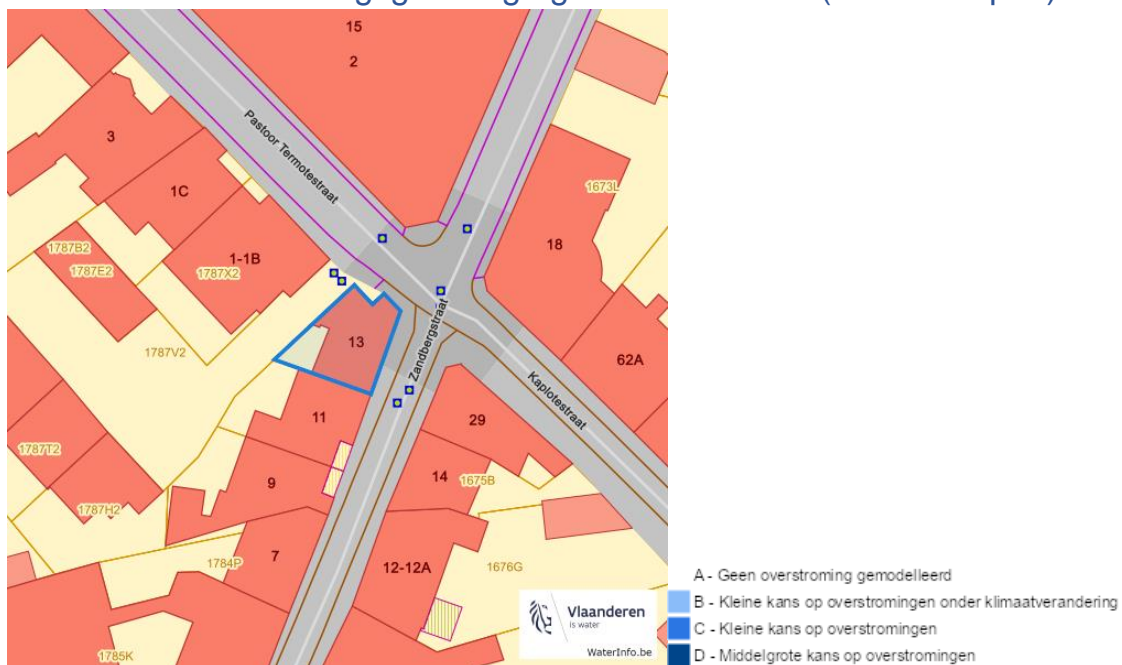 15
2
Pastoor Termotestraat
3
1C
1673L
1787B2
1787E2
1-1B
1787X2
18
13
Zandbergstraat
1787V2
62A
Kaplotestraat
11
29
1787T2
9
14
1675B
1787H2
7
1784P
12-12A
1676G
1785K
Vlaanderen
is water
WaterInfo.be
A - Geen overstroming gemodelleerd
B - Kleine kans op overstromingen onder klimaatverandering
C - Kleine kans op overstromingen
D - Middelgrote kans op overstromingen